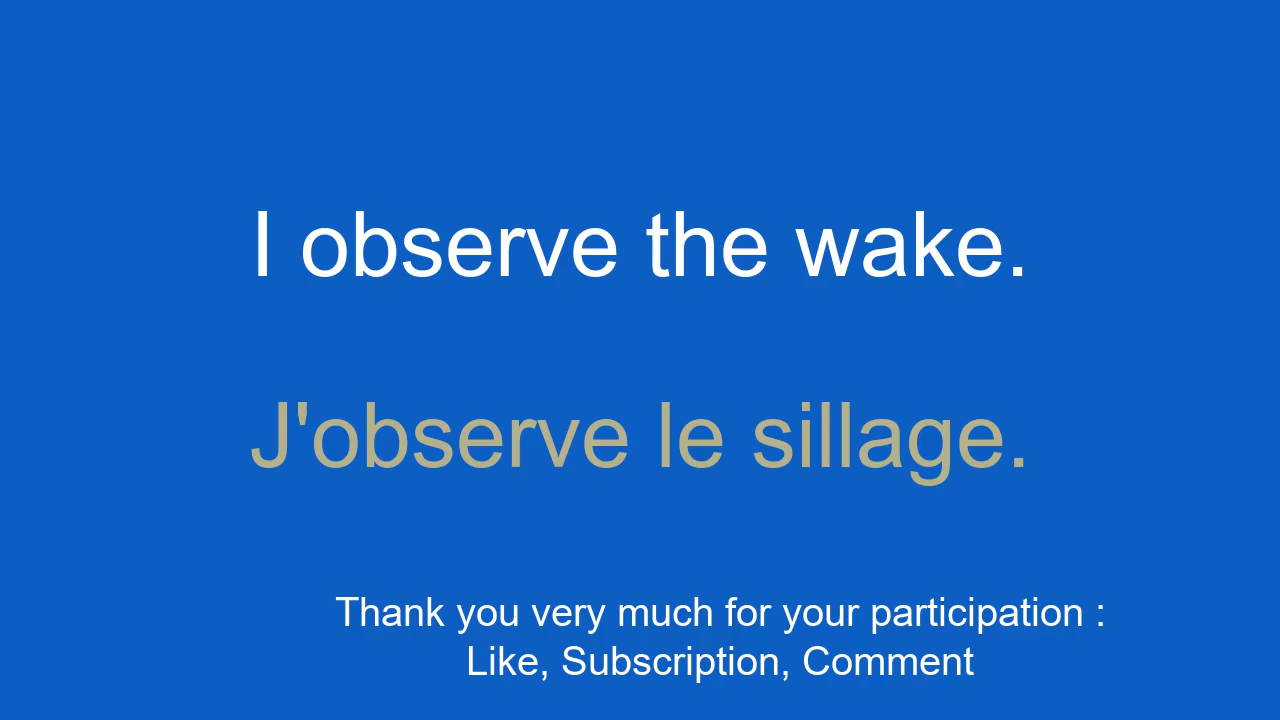 I observe the wake.
J'observe le sillage.
Thank you very much for your participation :
Like, Subscription, Comment